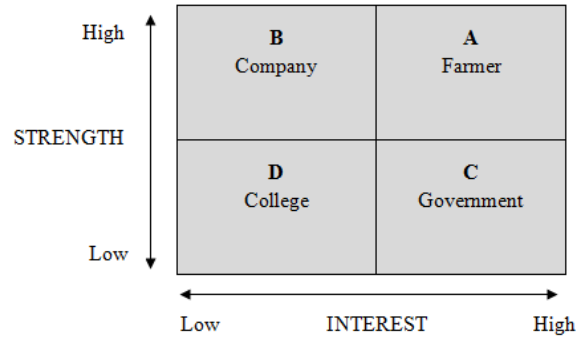 High
B
A
Company
Farmer
STRENGTH
D
C
College
Government
Low
Low
INTEREST
High